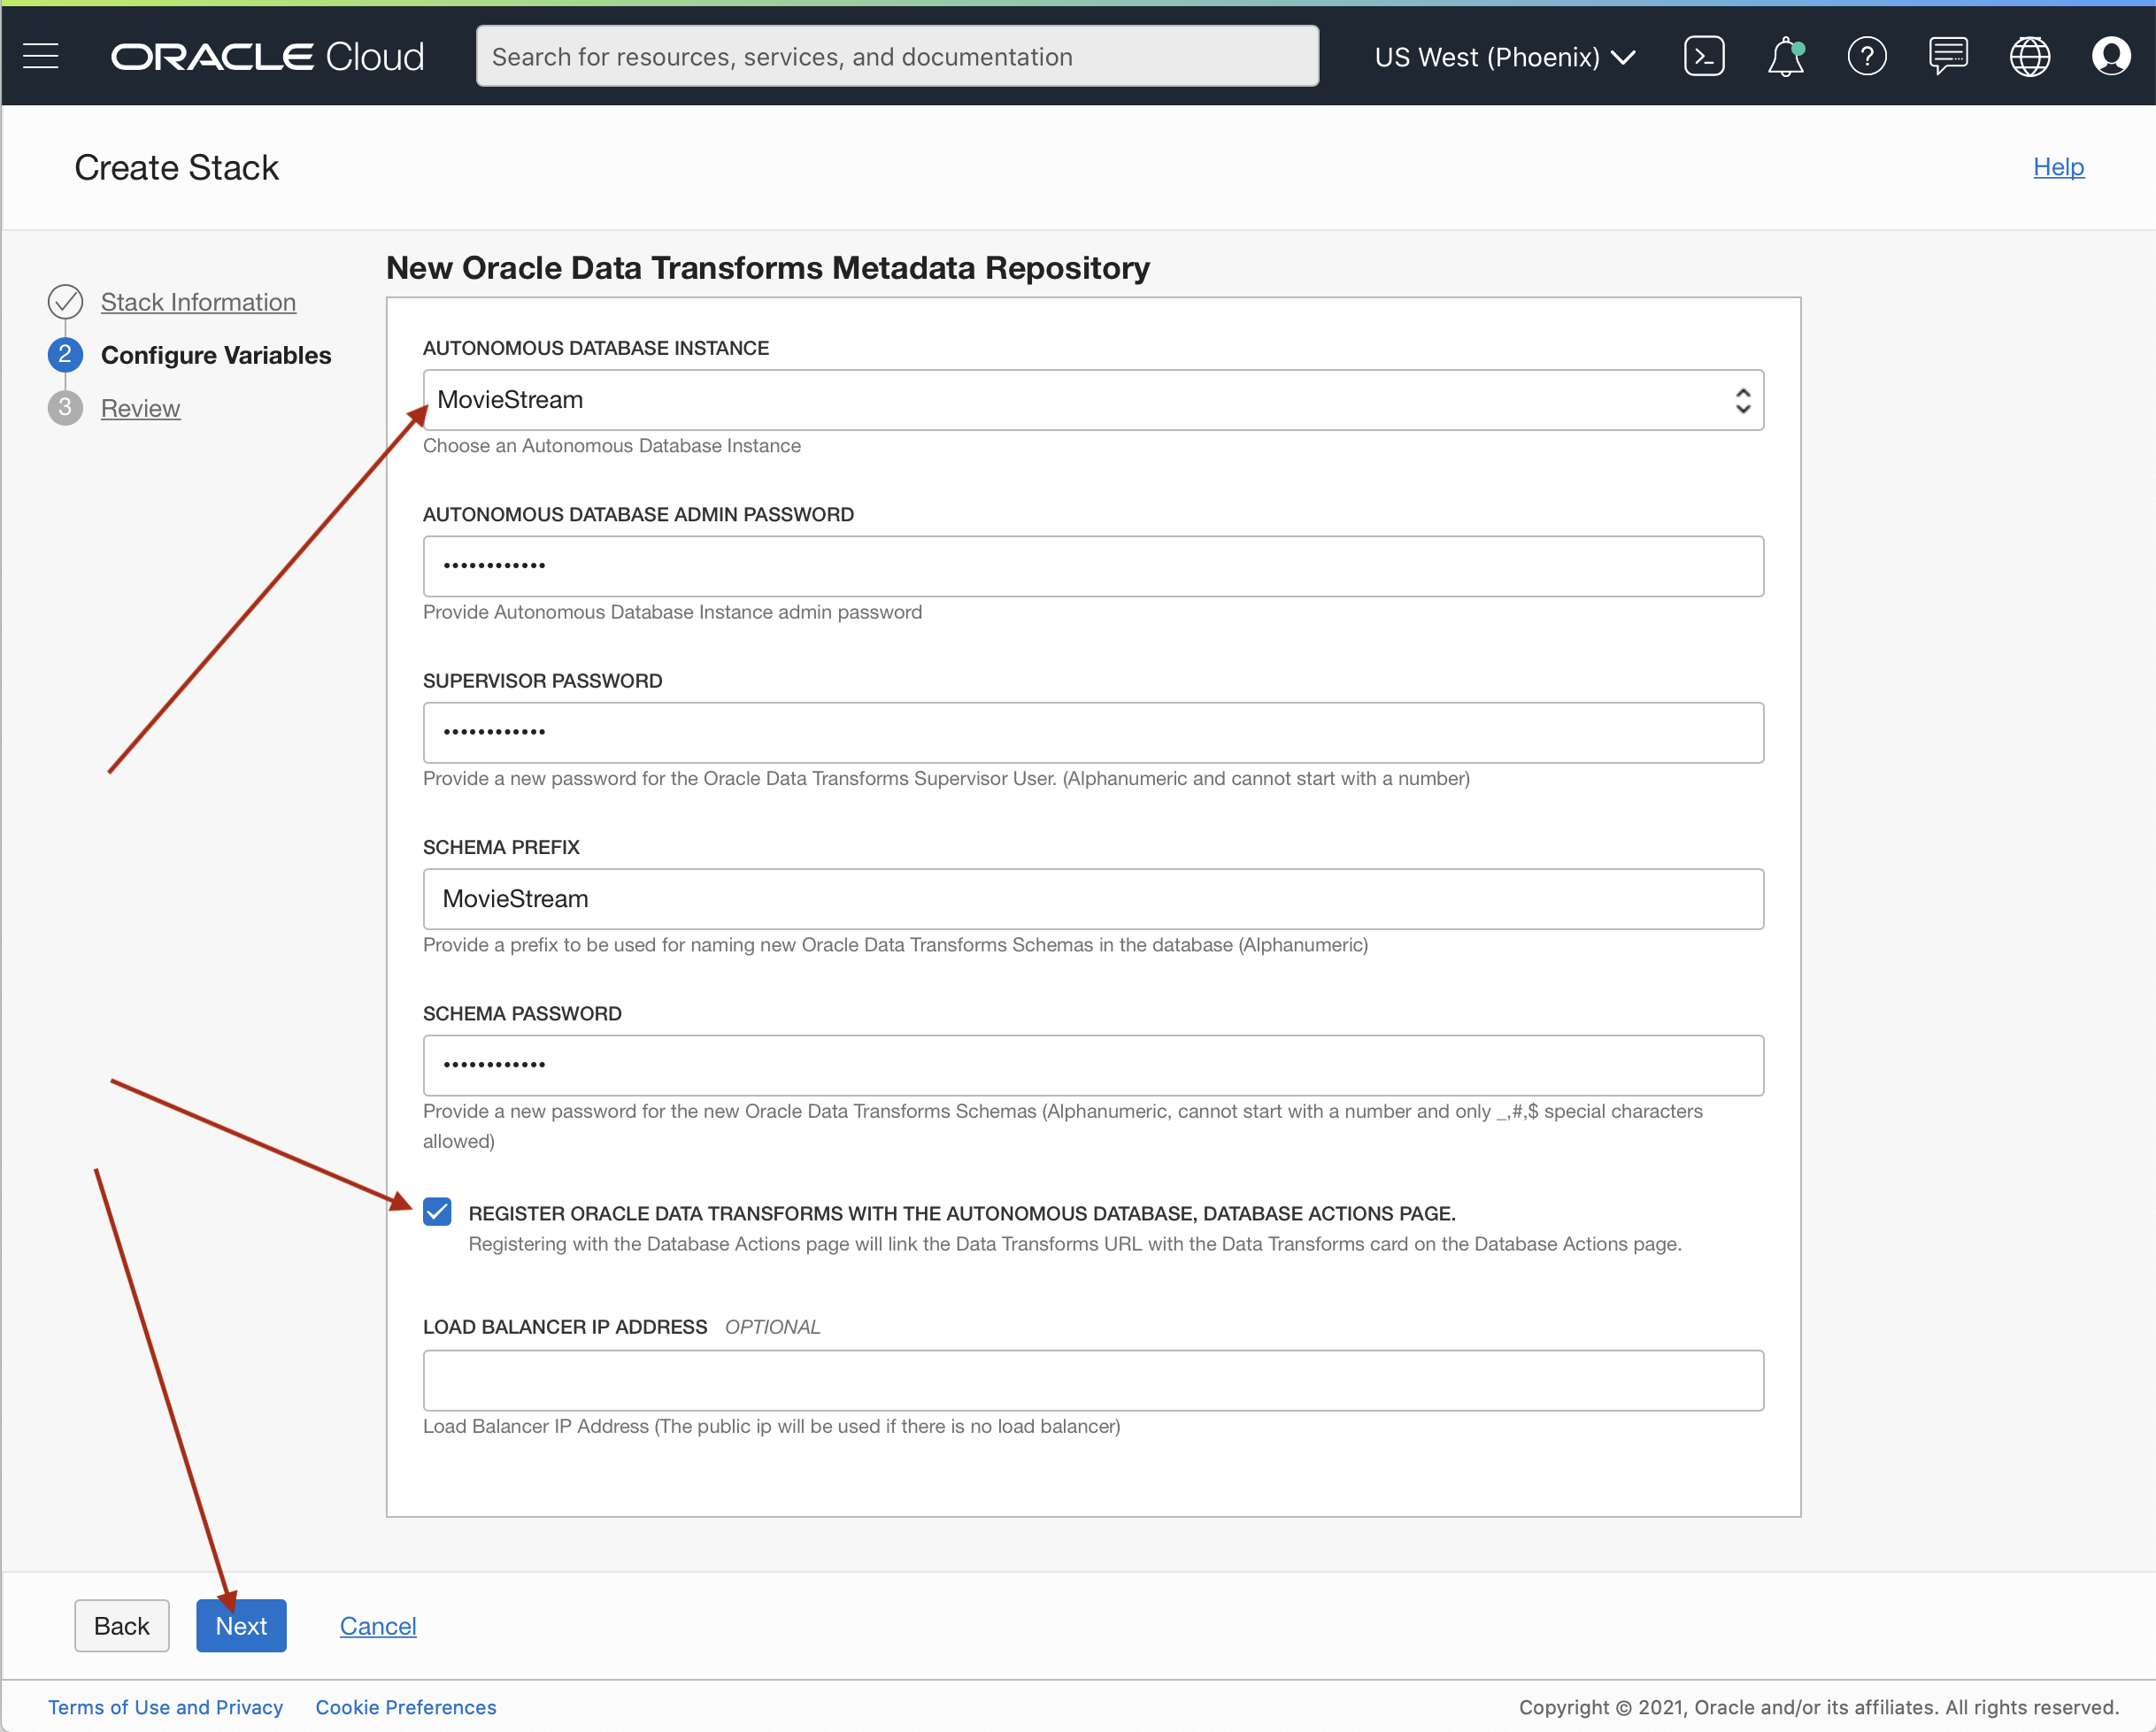 ORACLE Cloud
Search for resources, services, and documentation
US West (Phoenix)
Create Stack
Help
Stack Information
2 Configure Variables
3 Review
New Oracle Data Transforms Metadata Repository
AUTONOMOUS DATABASE INSTANCE
MovieStream
Choose an Autonomous Database Instance
AUTONOMOUS DATABASE ADMIN PASSWORD
••••••••••••
Provide Autonomous Database Instance admin password
SUPERVISOR PASSWORD
••••••••••••
Provide a new password for the Oracle Data Transforms Supervisor User. (Alphanumeric and cannot start with a number)
SCHEMA PREFIX
MovieStream
Provide a prefix to be used for naming new Oracle Data Transforms Schemas in the database (Alphanumeric)
SCHEMA PASSWORD
••••••••••••
Provide a new password for the new Oracle Data Transforms Schemas (Alphanumeric, cannot start with a number and only _,#,$ special characters
allowed)
REGISTER ORACLE DATA TRANSFORMS WITH THE AUTONOMOUS DATABASE, DATABASE ACTIONS PAGE.
Registering with the Database Actions page will link the Data Transforms URL with the Data Transforms card on the Database Actions page.
LOAD BALANCER IP ADDRESS OPTIONAL
Load Balancer IP Address (The public ip will be used if there is no load balancer)
Back Next Cancel
Terms of Use and Privacy Cookie Preferences
Copyright © 2021, Oracle and/or its affiliates. All rights reserved.